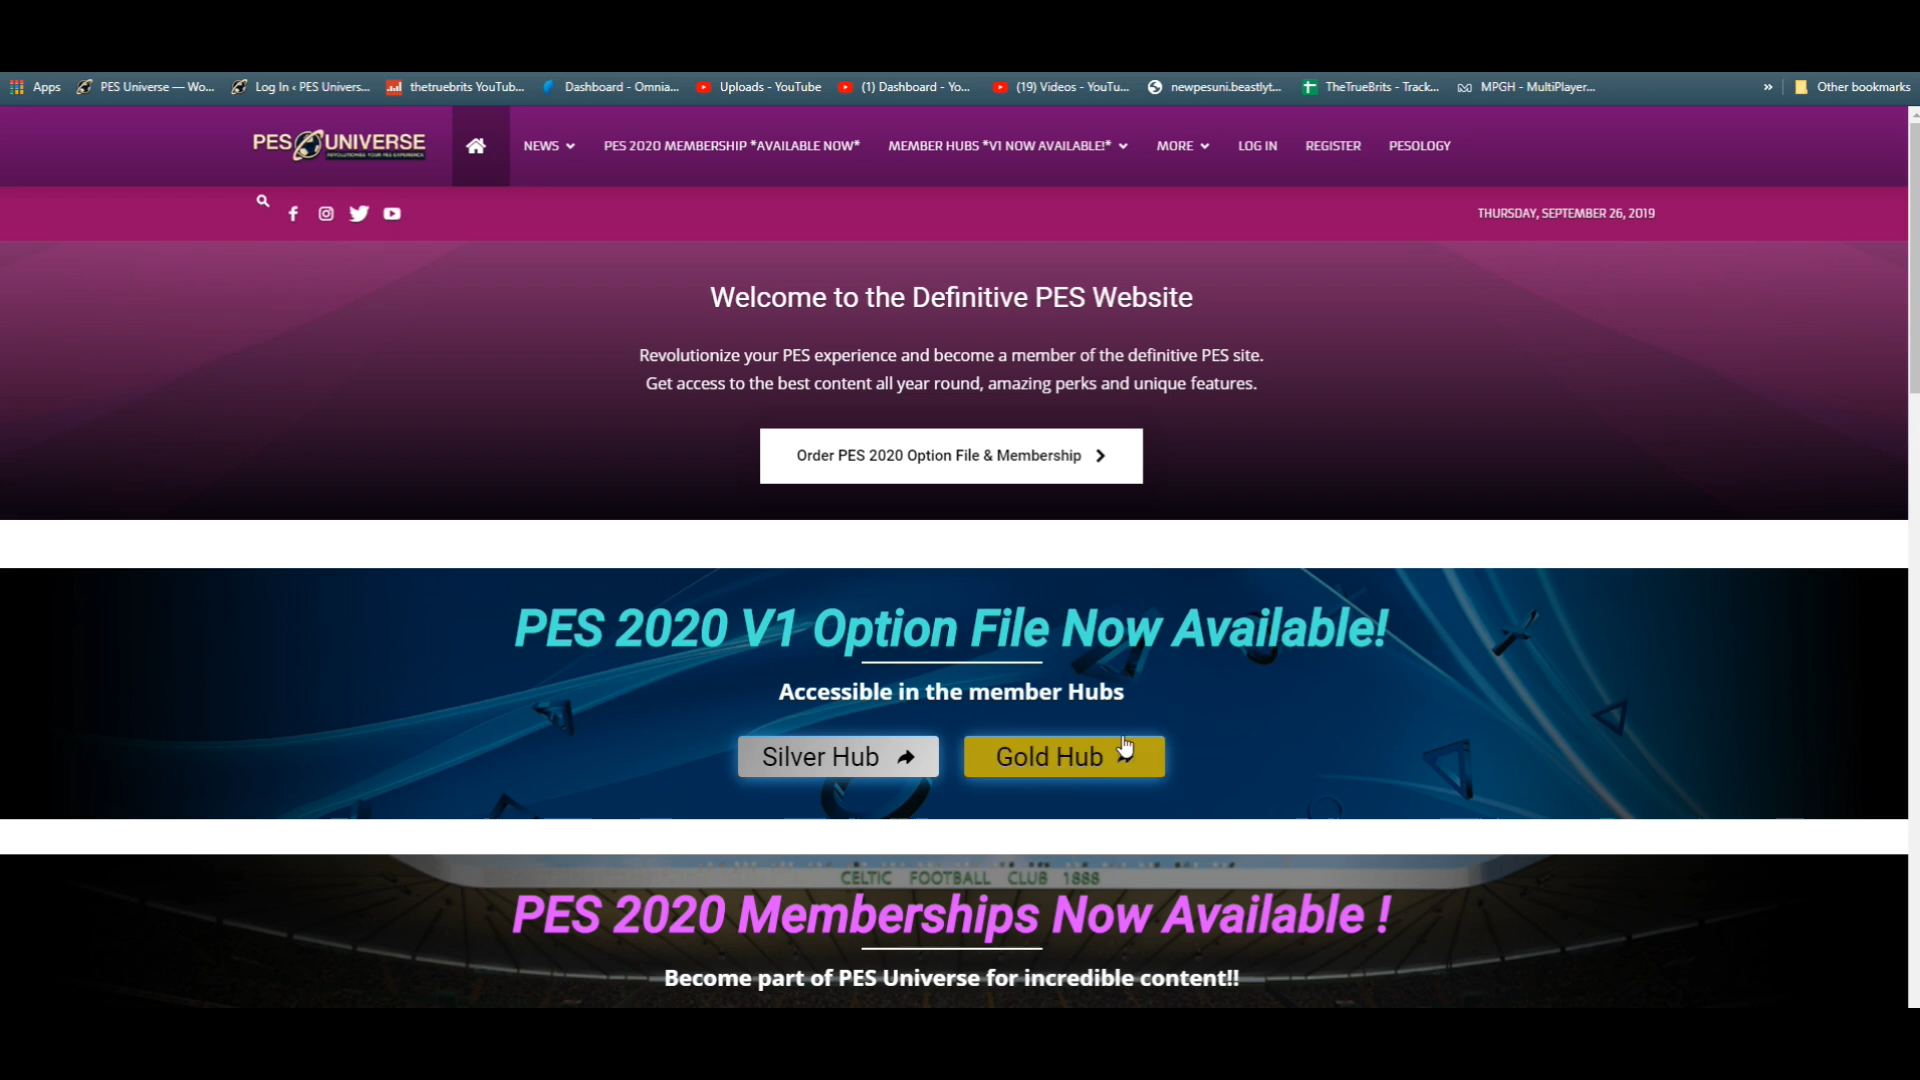 Apps PES Universe — Wo... Log In ‹ PES Univers... thetruebrits YouTub... Dashboard - Omnia... Uploads - YouTube (1) Dashboard - Yo... (19) Videos - YouTu... newpesuni.beastlyt... TheTrueBrits - Track... MPGH - MultiPlayer... » Other bookmarks
PES UNIVERSE NEWS PES 2020 MEMBERSHIP *AVAILABLE NOW* MEMBER HUBS *V1 NOW AVAILABLE!* MORE LOG IN REGISTER PESOLOGY
REVOLUTIONISE YOUR PES EXPERIENCE
THURSDAY, SEPTEMBER 26, 2019
Welcome to the Definitive PES Website
Revolutionize your PES experience and become a member of the definitive PES site.
Get access to the best content all year round, amazing perks and unique features.
Order PES 2020 Option File & Membership
PES 2020 V1 Option File Now Available!
Accessible in the member Hubs
Silver Hub Gold Hub
CELTIC FOOTBALL CLUB 1888
PES 2020 Memberships Now Available !
Become part of PES Universe for incredible content!!